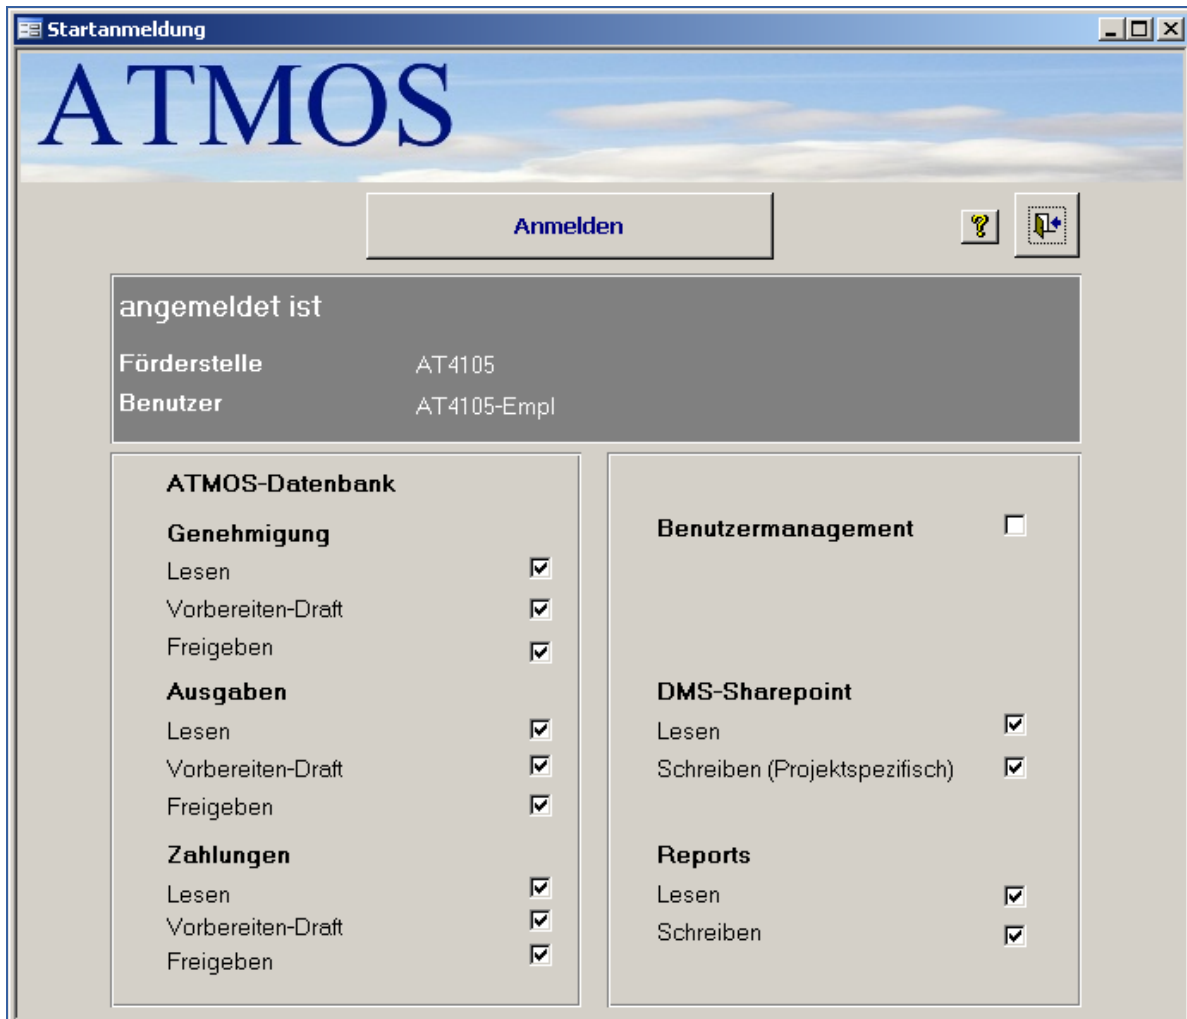 Startanmeldung
ATMOS
Anmelden
angemeldet ist
Förderstelle AT4105
Benutzer AT4105-Empl
ATMOS-Datenbank
Genehmigung
Lesen
Vorbereiten-Draft
Freigeben
Ausgaben
Lesen
Vorbereiten-Draft
Freigeben
Zahlungen
Lesen
Vorbereiten-Draft
Freigeben
Benutzermanagement
DMS-Sharepoint
Lesen
Schreiben (Projektspezifisch)
Reports
Lesen
Schreiben